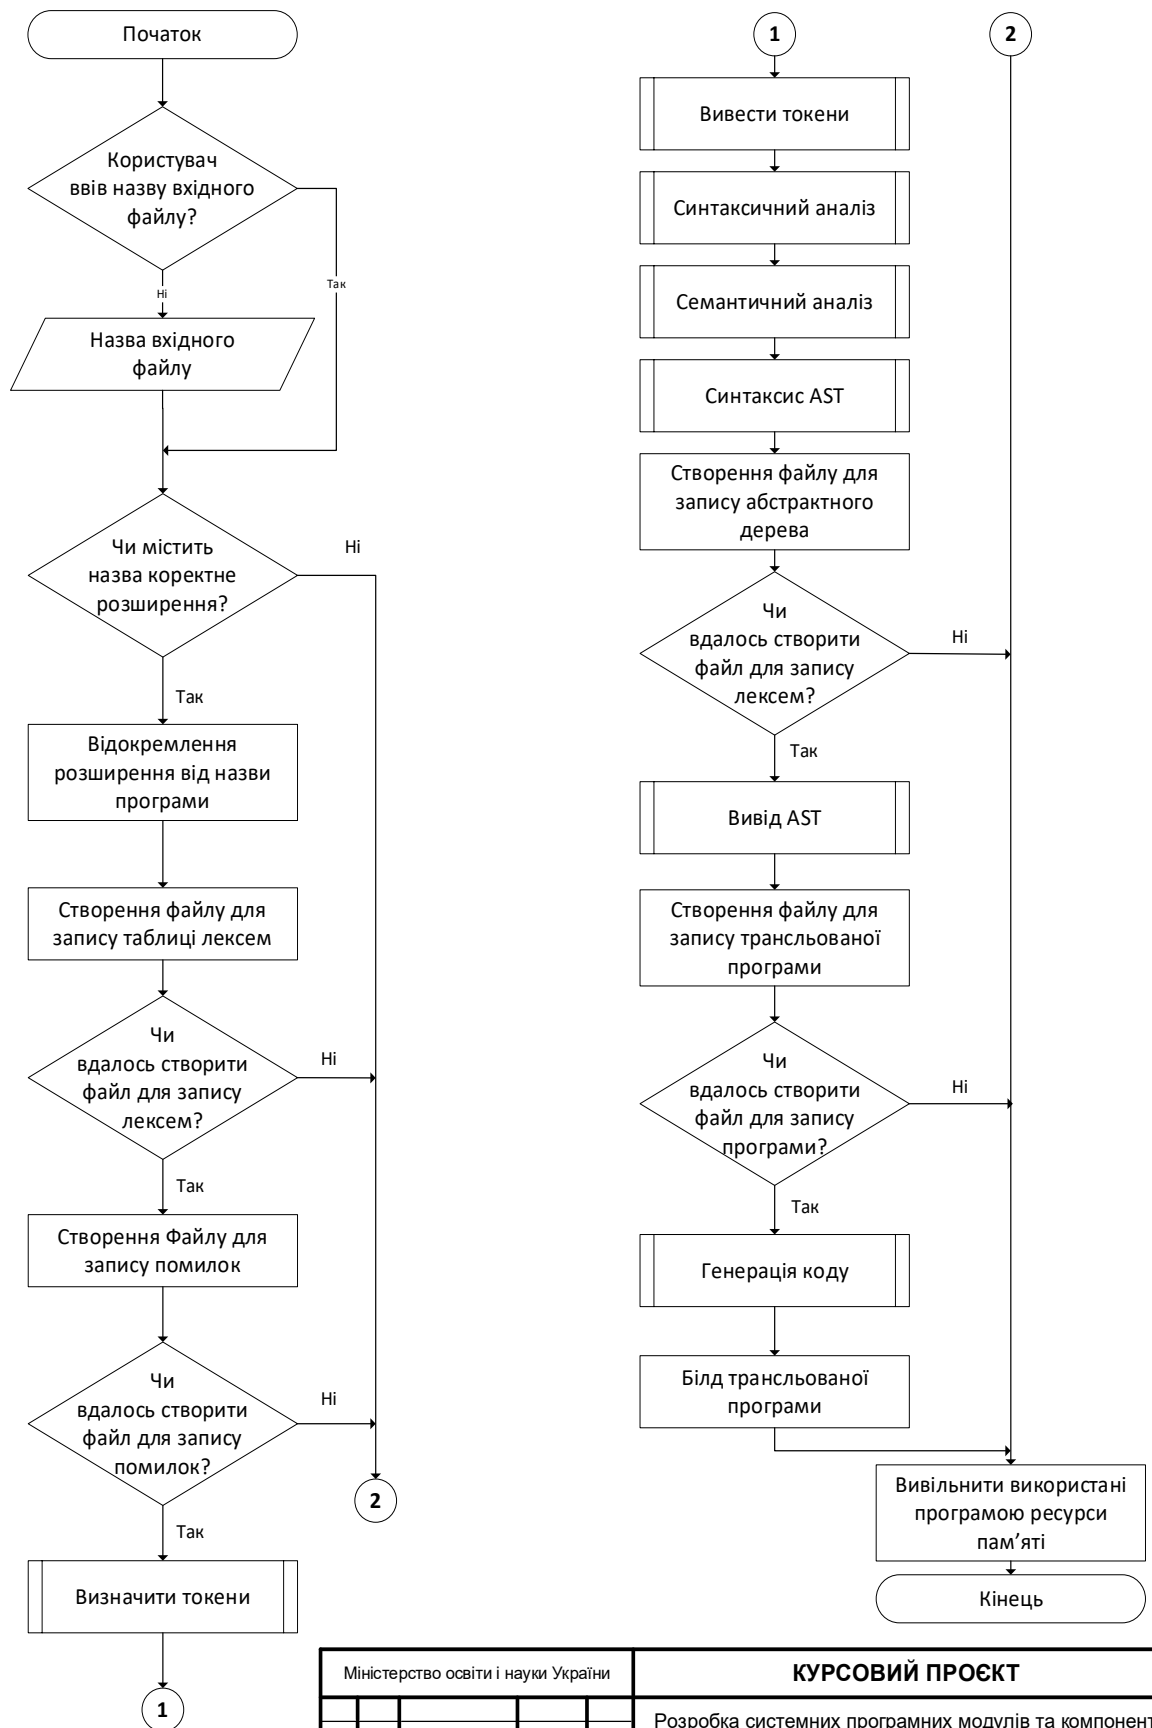 Початок
Користувач
ввів назву вхідного
файлу?
Так
Ні
Назва вхідного
файлу
Чи містить
назва коректне
розширення?
Ні
Так
Відокремлення
розширення від назви
програми
Створення файлу для
запису таблиці лексем
Чи
вдалось створити
файл для запису
лексем?
Ні
Так
Створення Файлу для
запису помилок
Чи
вдалось створити
файл для запису
помилок?
Ні
2
Так
Визначити токени
1
1
Вивести токени
Синтаксичний аналіз
Семантичний аналіз
Синтаксис AST
Створення файлу для
запису абстрактного
дерева
Чи
вдалось створити
файл для запису
лексем?
Ні
Так
Вивід AST
Створення файлу для
запису трансльованої
програми
Чи
вдалось створити
файл для запису
програми?
Ні
Так
Генерація коду
Білд трансльованої
програми
2
Вивільнити використані
програмою ресурси
пам’яті
Кінець
Міністерство освіти і науки України
КУРСОВИЙ ПРОЄКТ
Розробка системних програмних модулів та компонент